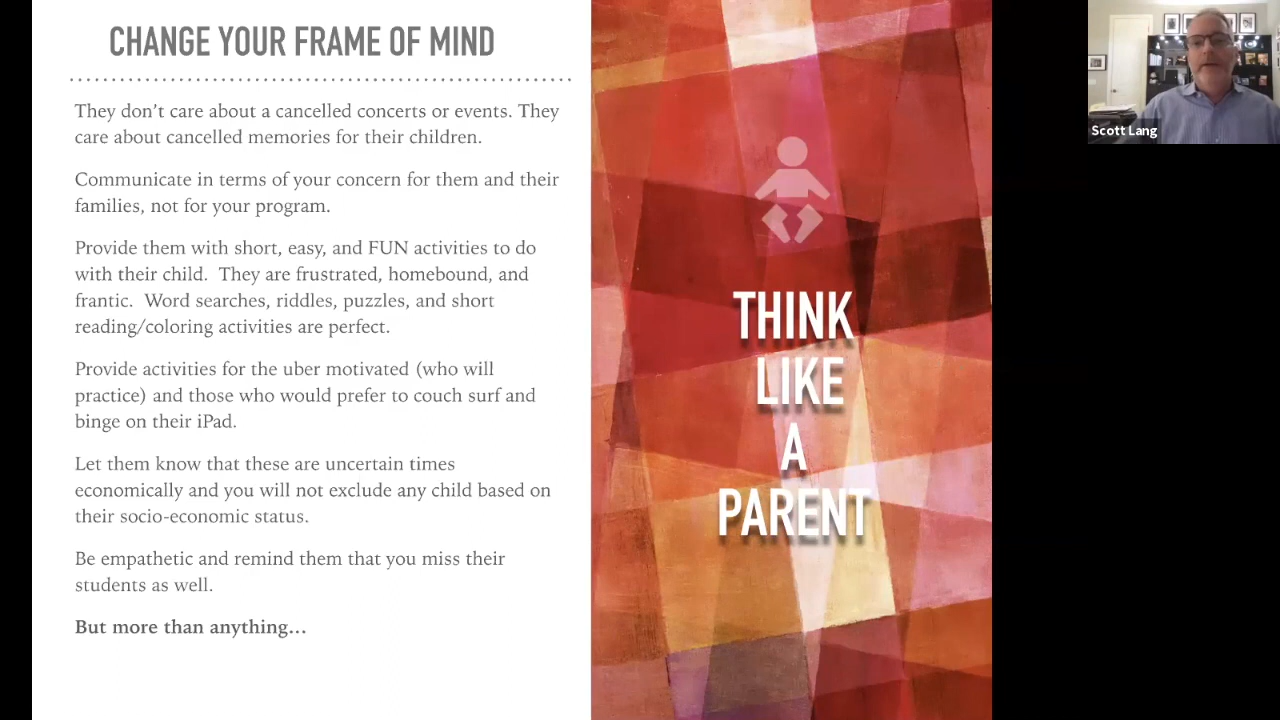 CHANGE YOUR FRAME OF MIND
They don't care about a cancelled concerts or events. They
care about cancelled memories for their children.
Communicate in terms of your concern for them and their
families, not for your program.
Provide them with short, easy, and FUN activities to do
with their child. They are frustrated, homebound, and
frantic. Word searches, riddles, puzzles, and short
reading/coloring activities are perfect.
Provide activities for the uber motivated (who will
practice) and those who would prefer to couch surf and
binge on their iPad.
Let them know that these are uncertain times
economically and you will not exclude any child based on
their socio-economic status.
Be empathetic and remind them that you miss their
students as well.
But more than anything…
THINK
LIKE
A
PARENT
Scott Lang